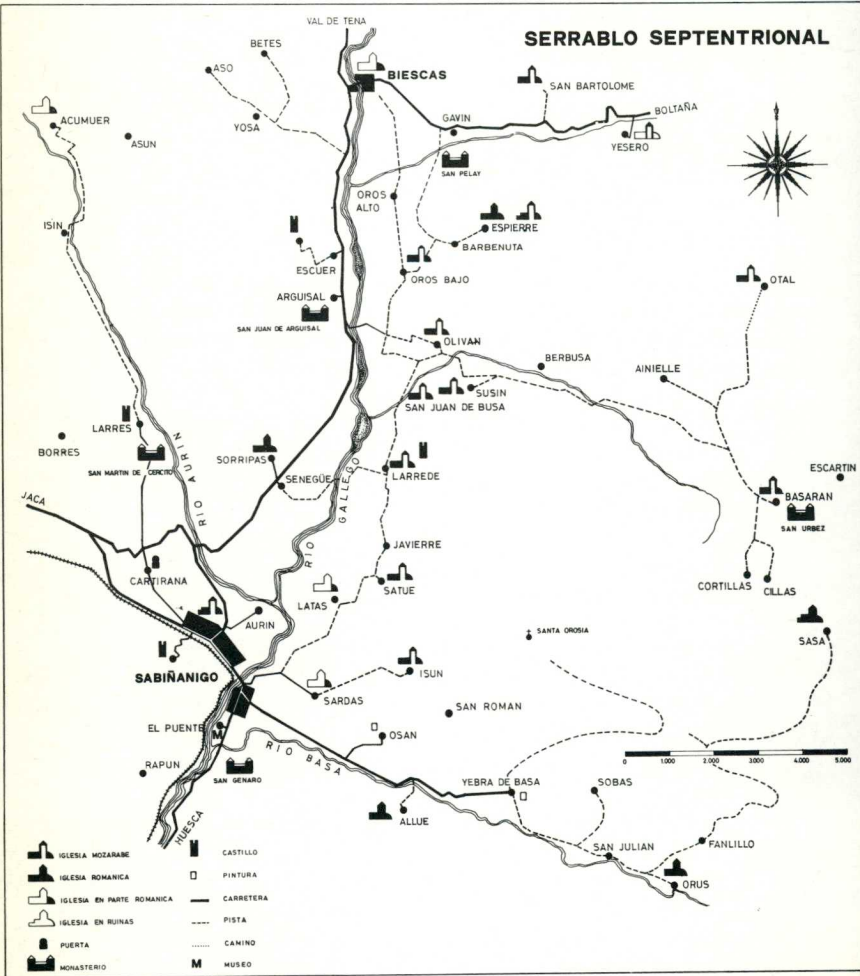 SERRABLO SEPTENTRIONAL
VAL DE TENA
BETES
ASO
BIESCAS
SAN BARTOLOME
ACUMUER
YOSA
GAVIN
BOLTAÑA
ASUN
YESERO
SAN PELAY
OROS
ALTO
ESPIERRE
ISIN
BARBENUTA
ESCUER
OROS BAJO
OTAL
ARGUISAL
SAN JUAN DE ARGUISAL
OLIVAN
BERBUSA
AINIELLE
SUSIN
SAN JUAN DE BUSA
LARRES
BORRES
SAN MARTIN DE CERCITO
RIO AURIN
SORRIPAS
SENEGÜE
RIO GALLEGO
LARREDE
ESCARTIN
BASARAN
SAN URBEZ
JACA
JAVIERRE
CARTIRANA
SATUE
CORTILLAS
CILLAS
LATAS
AURIN
SANTA OROSIA
SASA
SABIÑANIGO
ISUN
SARDAS
SAN ROMAN
EL PUENTE
M
OSAN
RIO BASA
RAPUN
SAN GENARO
0 1.000 2.000 3.000 4.000 5.000
YEBRA DE BASA
SOBAS
HUESCA
ALLUE
FANLILLO
SAN JULIAN
ORUS
IGLESIA MOZARABE
IGLESIA ROMANICA
IGLESIA EN PARTE ROMANICA
IGLESIA EN RUINAS
PUERTA
MONASTERIO
CASTILLO
PINTURA
CARRETERA
PISTA
CAMINO
M MUSEO